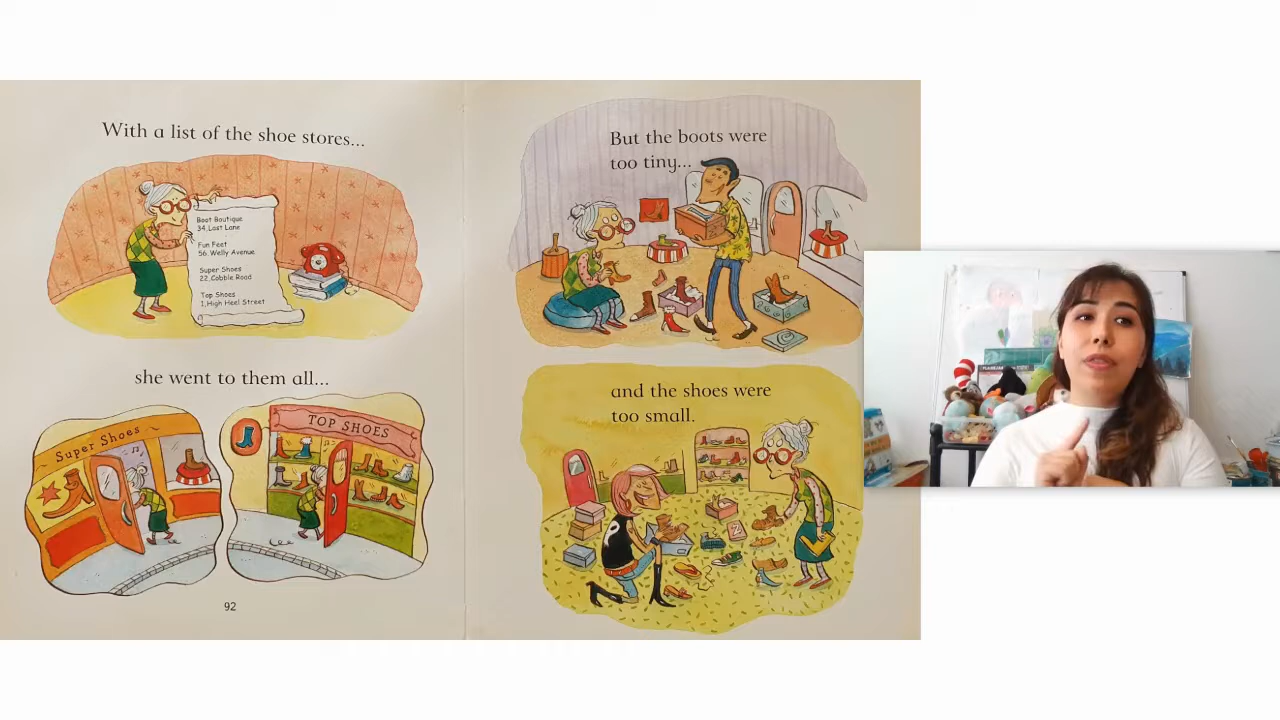 With a list of the shoe stores...
Boot Boutique
34,Last Lane
Fun Feet
56, Welly Avenue
Super Shoes
22,Cobble Road
Top Shoes
1,High Heel Street
she went to them all...
Super Shoes
TOP SHOES
92
But the boots were
too tiny...
and the shoes were
too small.